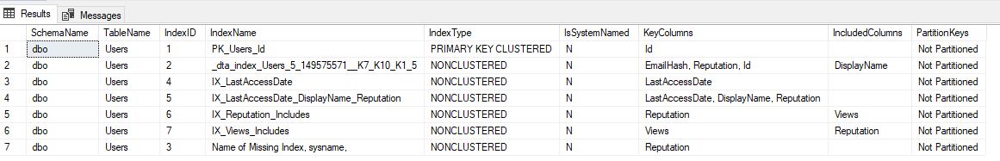 Results Messages
SchemaName TableName IndexID IndexName IndexType IsSystemNamed KeyColumns IncludedColumns PartitionKeys
1 dbo Users 1 PK_Users_Id PRIMARY KEY CLUSTERED N Id Not Partitioned
2 dbo Users 2 _dta_index_Users_5_149575571__K7_K10_K1_5 NONCLUSTERED N EmailHash, Reputation, Id DisplayName Not Partitioned
3 dbo Users 4 IX_LastAccessDate NONCLUSTERED N LastAccessDate Not Partitioned
4 dbo Users 5 IX_LastAccessDate_DisplayName_Reputation NONCLUSTERED N LastAccessDate, DisplayName, Reputation Not Partitioned
5 dbo Users 6 IX_Reputation_Includes NONCLUSTERED N Reputation Views Not Partitioned
6 dbo Users 7 IX_Views_Includes NONCLUSTERED N Views Reputation Not Partitioned
7 dbo Users 3 Name of Missing Index, sysname, NONCLUSTERED N Reputation Not Partitioned